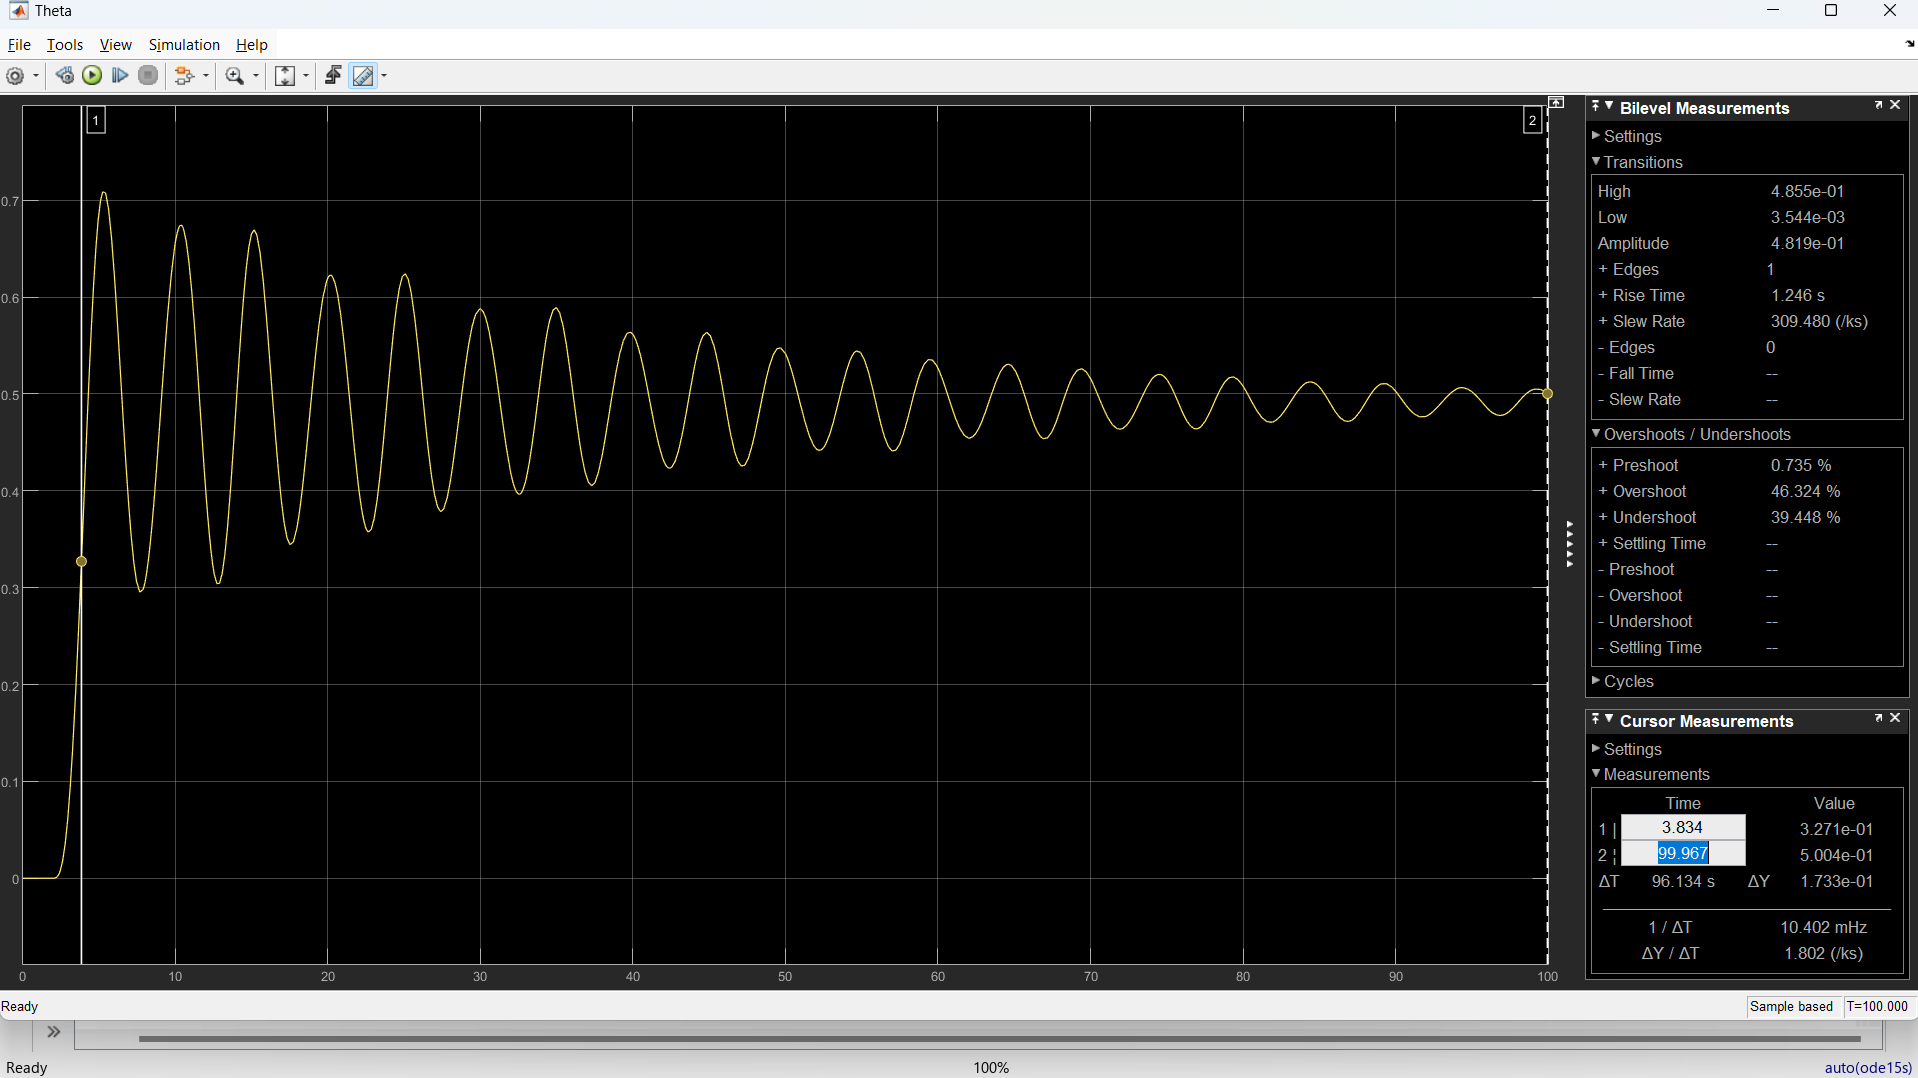 Theta
File Tools View Simulation Help
1
2
0.7
0.6
0.5
0.4
0.3
0.2
0.1
0
0 10 20 30 40 50 60 70 80 90 100
Bilevel Measurements
Settings
Transitions
High 4.855e-01
Low 3.544e-03
Amplitude 4.819e-01
+ Edges 1
+ Rise Time 1.246 s
+ Slew Rate 309.480 (/ks)
- Edges 0
- Fall Time --
- Slew Rate --
Overshoots / Undershoots
+ Preshoot 0.735 %
+ Overshoot 46.324 %
+ Undershoot 39.448 %
+ Settling Time --
- Preshoot --
- Overshoot --
- Undershoot --
- Settling Time --
Cycles
Cursor Measurements
Settings
Measurements
Time Value
1 | 3.834 3.271e-01
2 ¦ 99.967 5.004e-01
ΔT 96.134 s ΔY 1.733e-01
1 / ΔT 10.402 mHz
ΔY / ΔT 1.802 (/ks)
Ready Sample based T=100.000
Ready 100% auto(ode15s)